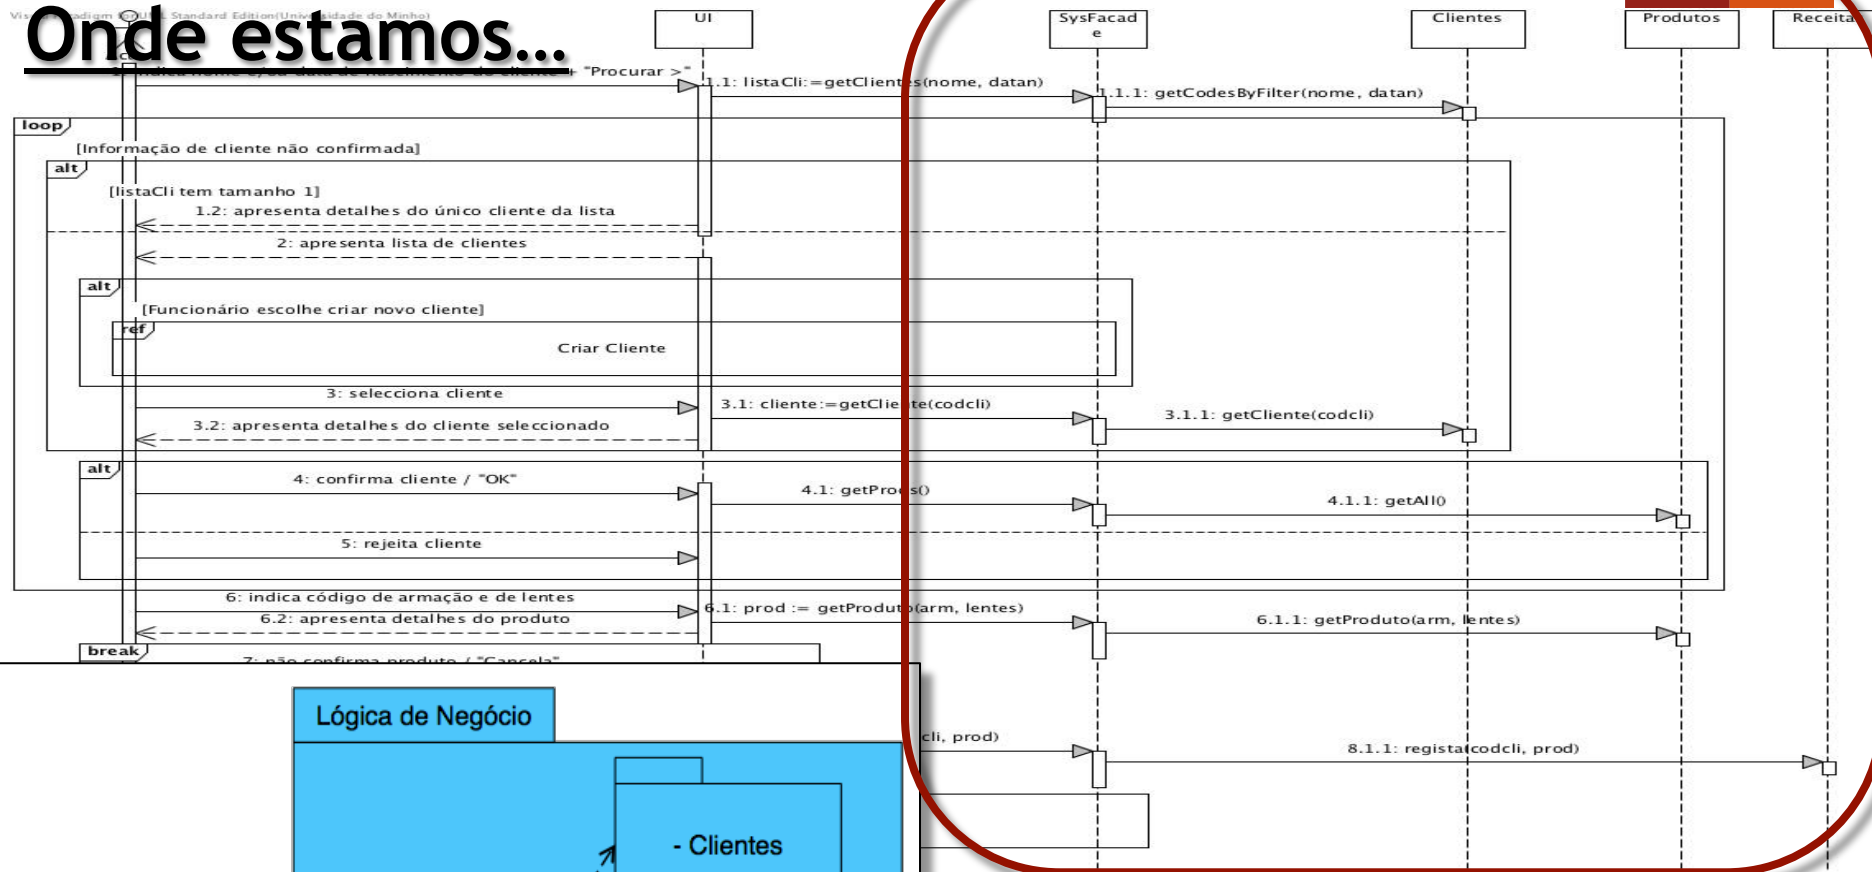 Onde estamos...
UI
SysFacad
e
Clientes
Produtos
Receita
"Procurar >"
1.1: listaCli:=getClientes(nome, datan)
1.1.1: getCodesByFilter(nome, datan)
loop
[Informação de cliente não confirmada]
alt
[listaCli tem tamanho 1]
1.2: apresenta detalhes do único cliente da lista
2: apresenta lista de clientes
alt
[Funcionário escolhe criar novo cliente]
ref
Criar Cliente
3: selecciona cliente
3.1: cliente:=getCliente(codcli)
3.1.1: getCliente(codcli)
3.2: apresenta detalhes do cliente seleccionado
alt
4: confirma cliente / "OK"
4.1: getProds()
4.1.1: getAll()
5: rejeita cliente
6: indica código de armação e de lentes
6.1: prod := getProduto(arm, lentes)
6.2: apresenta detalhes do produto
6.1.1: getProduto(arm, lentes)
break
7: não confirma produto / "Cancela"
Lógica de Negócio
cli, prod)
8.1.1: regista(codcli, prod)
- Clientes